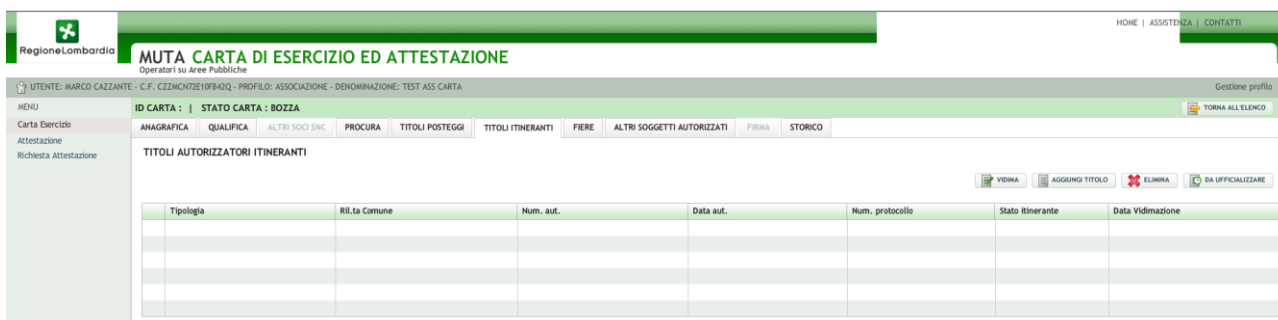 HOME | ASSISTENZA | CONTATTI
RegioneLombardia
MUTA CARTA DI ESERCIZIO ED ATTESTAZIONE
Operatori su Aree Pubbliche
UTENTE: MARCO CAZZANTE - C.F. CZZMCN72E10F842Q - PROFILO: ASSOCIAZIONE - DENOMINAZIONE: TEST ASS CARTA Gestione profilo
MENU
Carta Esercizio
Attestazione
Richiesta Attestazione
ID CARTA : | STATO CARTA : BOZZA TORNA ALL'ELENCO
ANAGRAFICA QUALIFICA ALTRI SOCI SNC PROCURA TITOLI POSTEGGI TITOLI ITINERANTI FIERE ALTRI SOGGETTI AUTORIZZATI FIRMA STORICO
TITOLI AUTORIZZATORI ITINERANTI
VIDIMA AGGIUNGI TITOLO ELIMINA DA UFFICIALIZZARE
Tipologia Ril.ta Comune Num. aut. Data aut. Num. protocollo Stato Itinerante Data Vidimazione